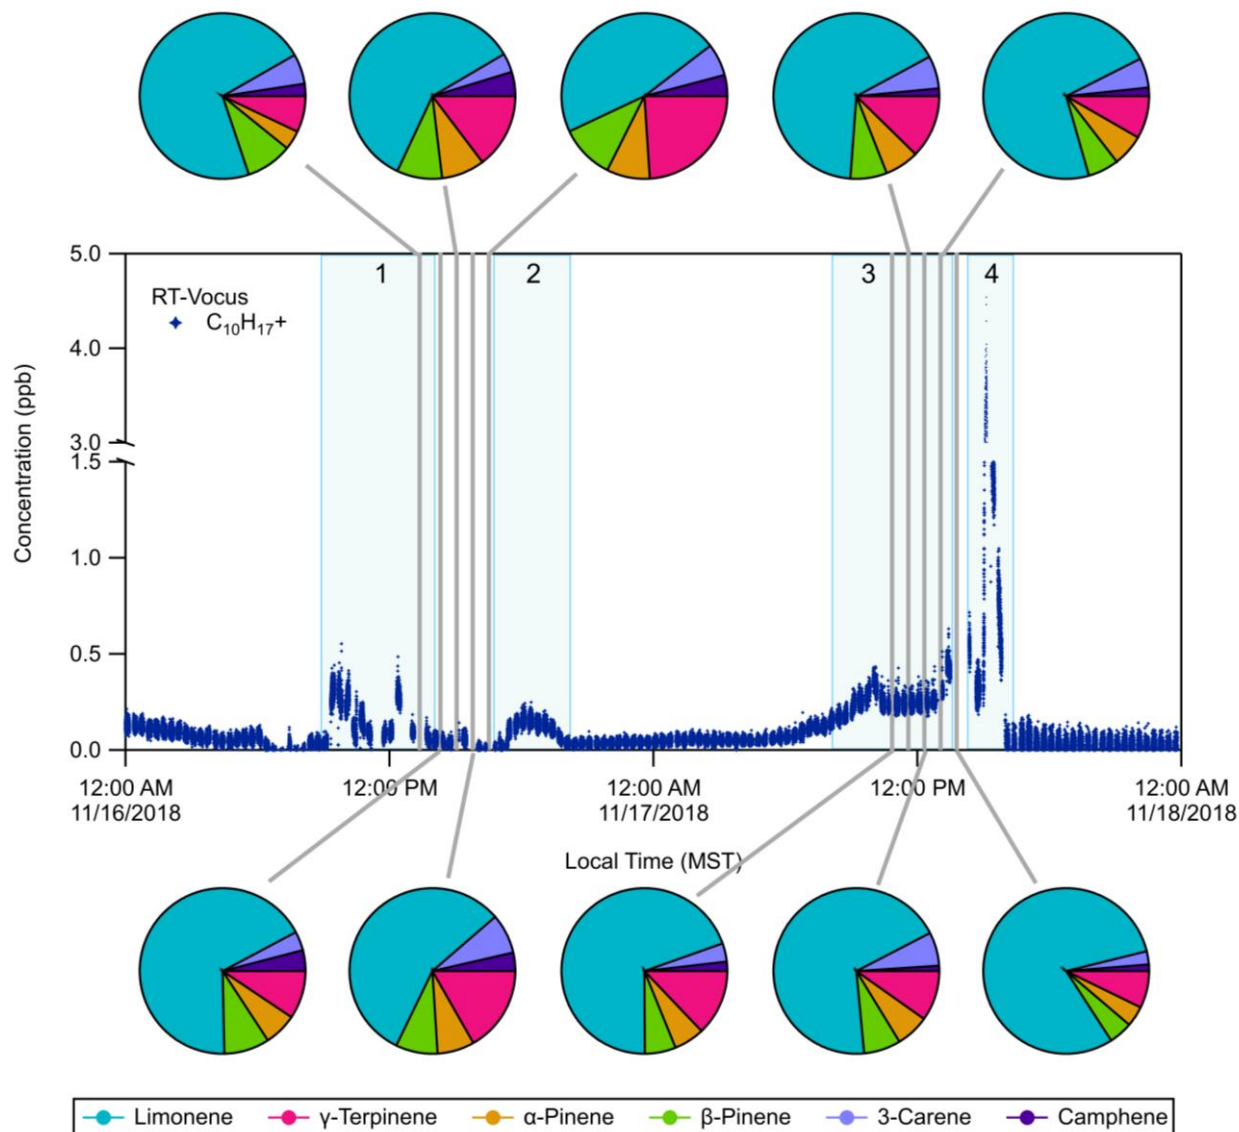 5.0
1
2
3
4
RT-Vocus
C₁₀H₁₇+
4.0
3.0
1.5
1.0
0.5
0.0
Concentration (ppb)
12:00 AM 12:00 PM 12:00 AM 12:00 PM 12:00 AM
11/16/2018 11/17/2018 11/18/2018
Local Time (MST)
Limonene γ-Terpinene α-Pinene β-Pinene 3-Carene Camphene